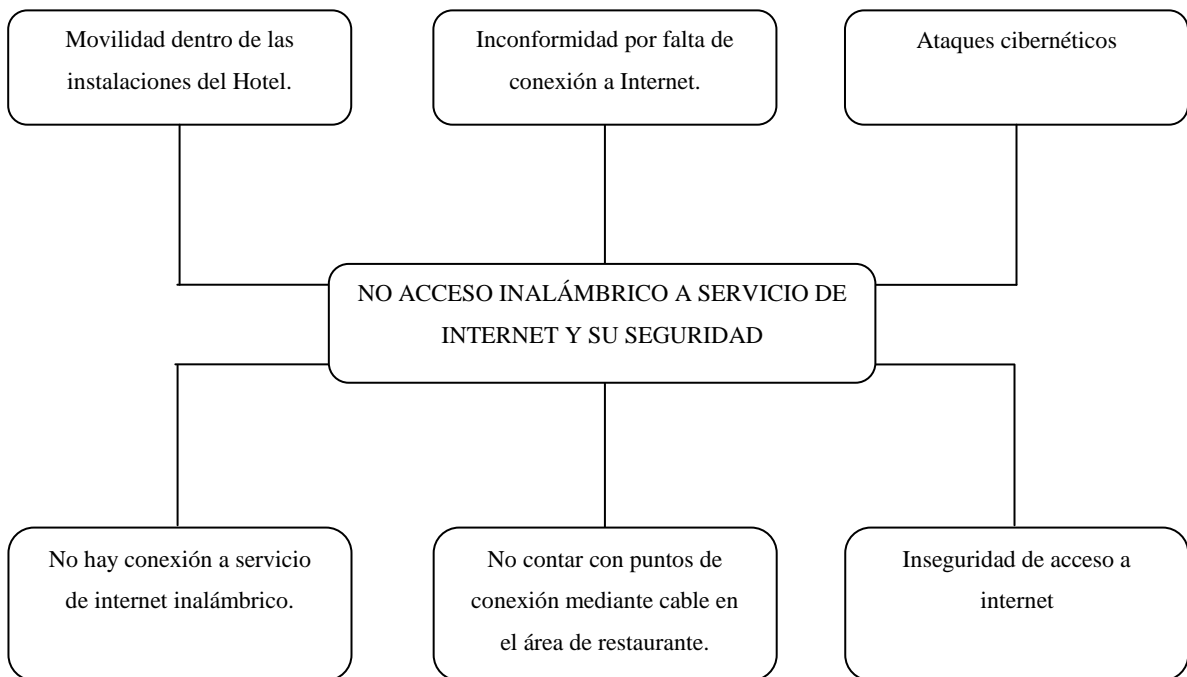 Movilidad dentro de las
instalaciones del Hotel.
Inconformidad por falta de
conexión a Internet.
Ataques cibernéticos
NO ACCESO INALÁMBRICO A SERVICIO DE
INTERNET Y SU SEGURIDAD
No hay conexión a servicio
de internet inalámbrico.
No contar con puntos de
conexión mediante cable en
el área de restaurante.
Inseguridad de acceso a
internet